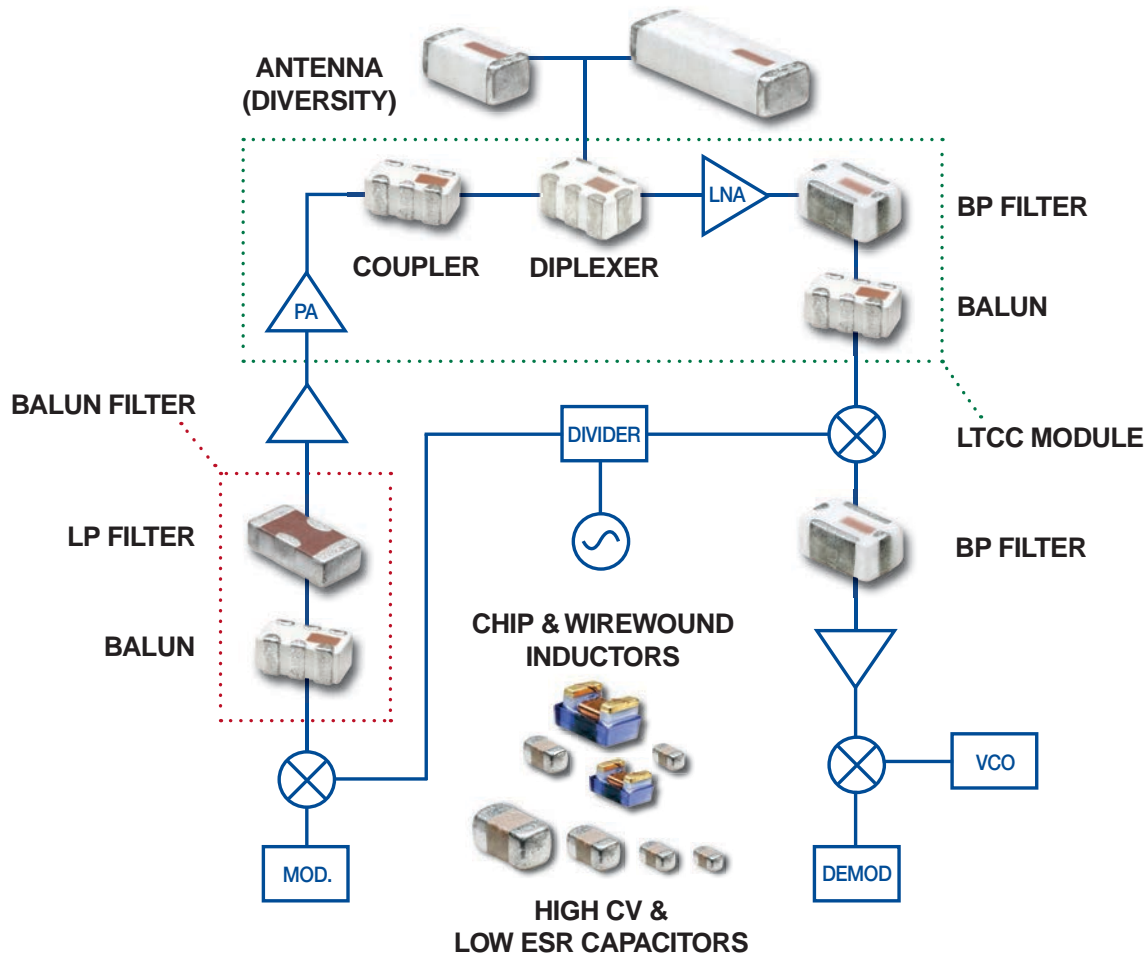 ANTENNA
(DIVERSITY)
LNA
BP FILTER
COUPLER
DIPLEXER
PA
BALUN
BALUN FILTER
DIVIDER
LTCC MODULE
LP FILTER
BP FILTER
CHIP & WIREWOUND
INDUCTORS
BALUN
VCO
MOD.
DEMOD
HIGH CV &
LOW ESR CAPACITORS